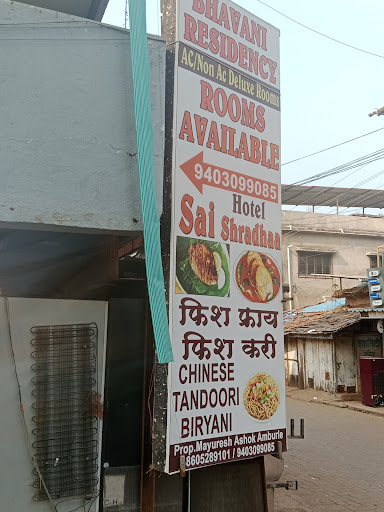 BHAVANI
RESIDENCY
AC/Non Ac Deluxe Rooms
ROOMS
AVAILABLE
9403099085
Hotel
Sai Shradhaa
फिश फ्राय
फिश करी
CHINESE
TANDOORI
BIRYANI
Prop.Mayuresh Ashok Amburle
8605289101 / 9403099085